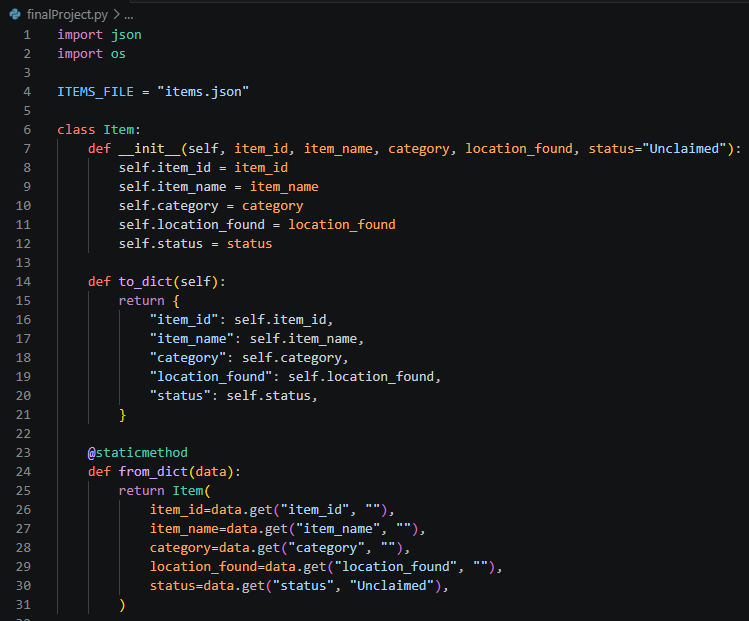 finalProject.py > ...
1 import json
2 import os
3
4 ITEMS_FILE = "items.json"
5
6 class Item:
7     def __init__(self, item_id, item_name, category, location_found, status="Unclaimed"):
8         self.item_id = item_id
9         self.item_name = item_name
10         self.category = category
11         self.location_found = location_found
12         self.status = status
13
14     def to_dict(self):
15         return {
16             "item_id": self.item_id,
17             "item_name": self.item_name,
18             "category": self.category,
19             "location_found": self.location_found,
20             "status": self.status,
21         }
22
23     @staticmethod
24     def from_dict(data):
25         return Item(
26             item_id=data.get("item_id", ""),
27             item_name=data.get("item_name", ""),
28             category=data.get("category", ""),
29             location_found=data.get("location_found", ""),
30             status=data.get("status", "Unclaimed"),
31         )